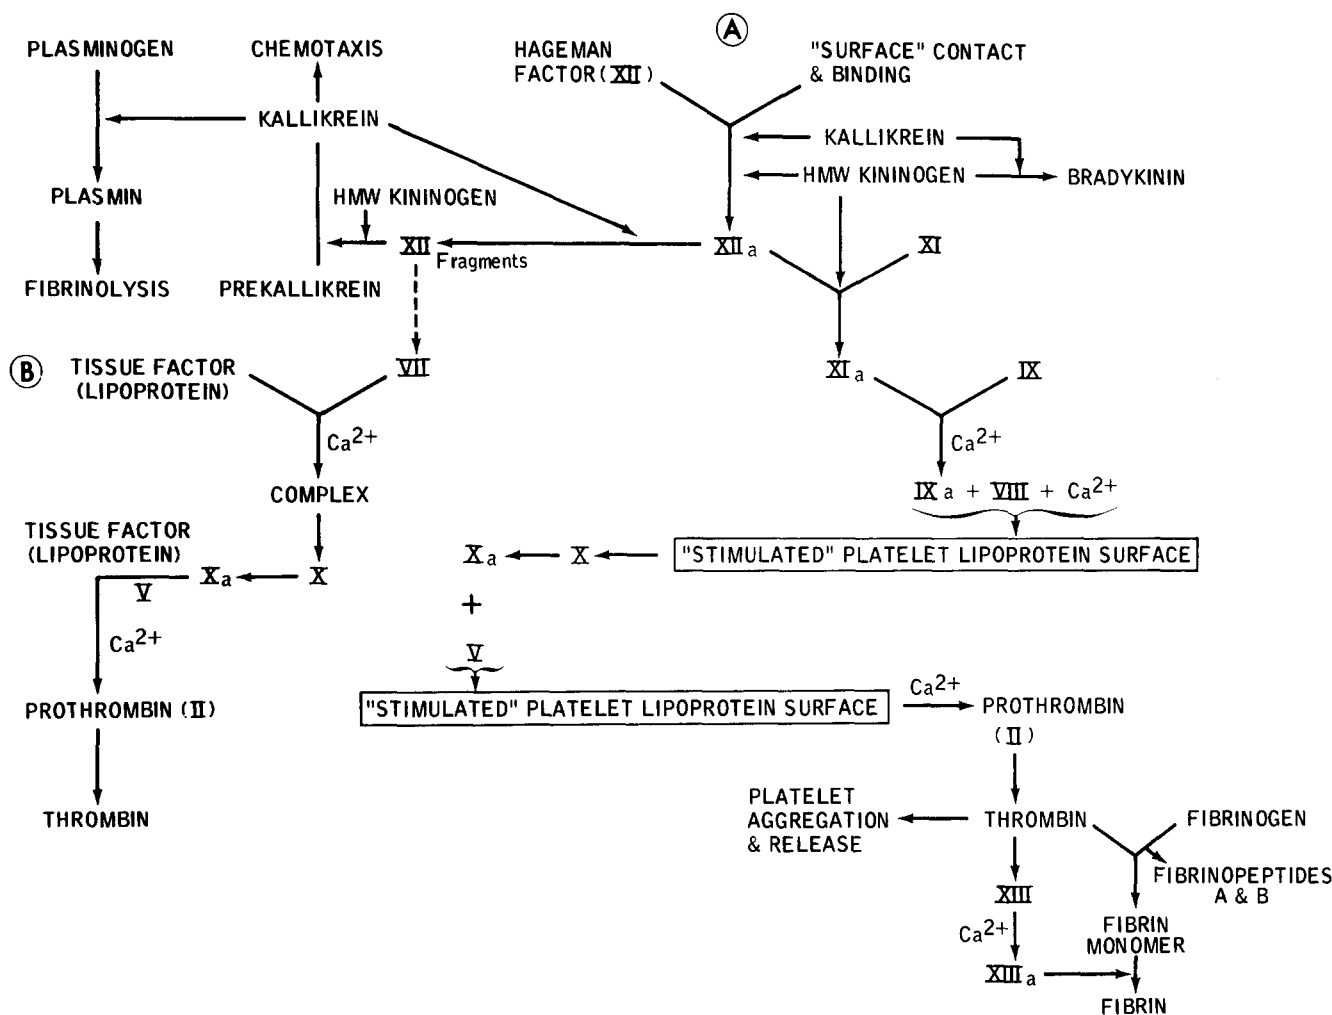 A
PLASMINOGEN
CHEMOTAXIS
HAGEMAN
FACTOR (XII)
"SURFACE" CONTACT
& BINDING
KALLIKREIN
KALLIKREIN
HMW KININOGEN
BRADYKININ
PLASMIN
HMW KININOGEN
XII
Fragments
XIIa
XI
FIBRINOLYSIS
PREKALLIKREIN
B
TISSUE FACTOR
(LIPOPROTEIN)
VII
XIa
IX
Ca2+
Ca2+
COMPLEX
IXa + VIII + Ca2+
TISSUE FACTOR
(LIPOPROTEIN)
V
Xa
X
Xa
X
"STIMULATED" PLATELET LIPOPROTEIN SURFACE
+
Ca2+
V
PROTHROMBIN (II)
"STIMULATED" PLATELET LIPOPROTEIN SURFACE
Ca2+
PROTHROMBIN
(II)
THROMBIN
PLATELET
AGGREGATION
& RELEASE
THROMBIN
FIBRINOGEN
FIBRINOPEPTIDES
A & B
XIII
Ca2+
FIBRIN
MONOMER
XIIIa
FIBRIN